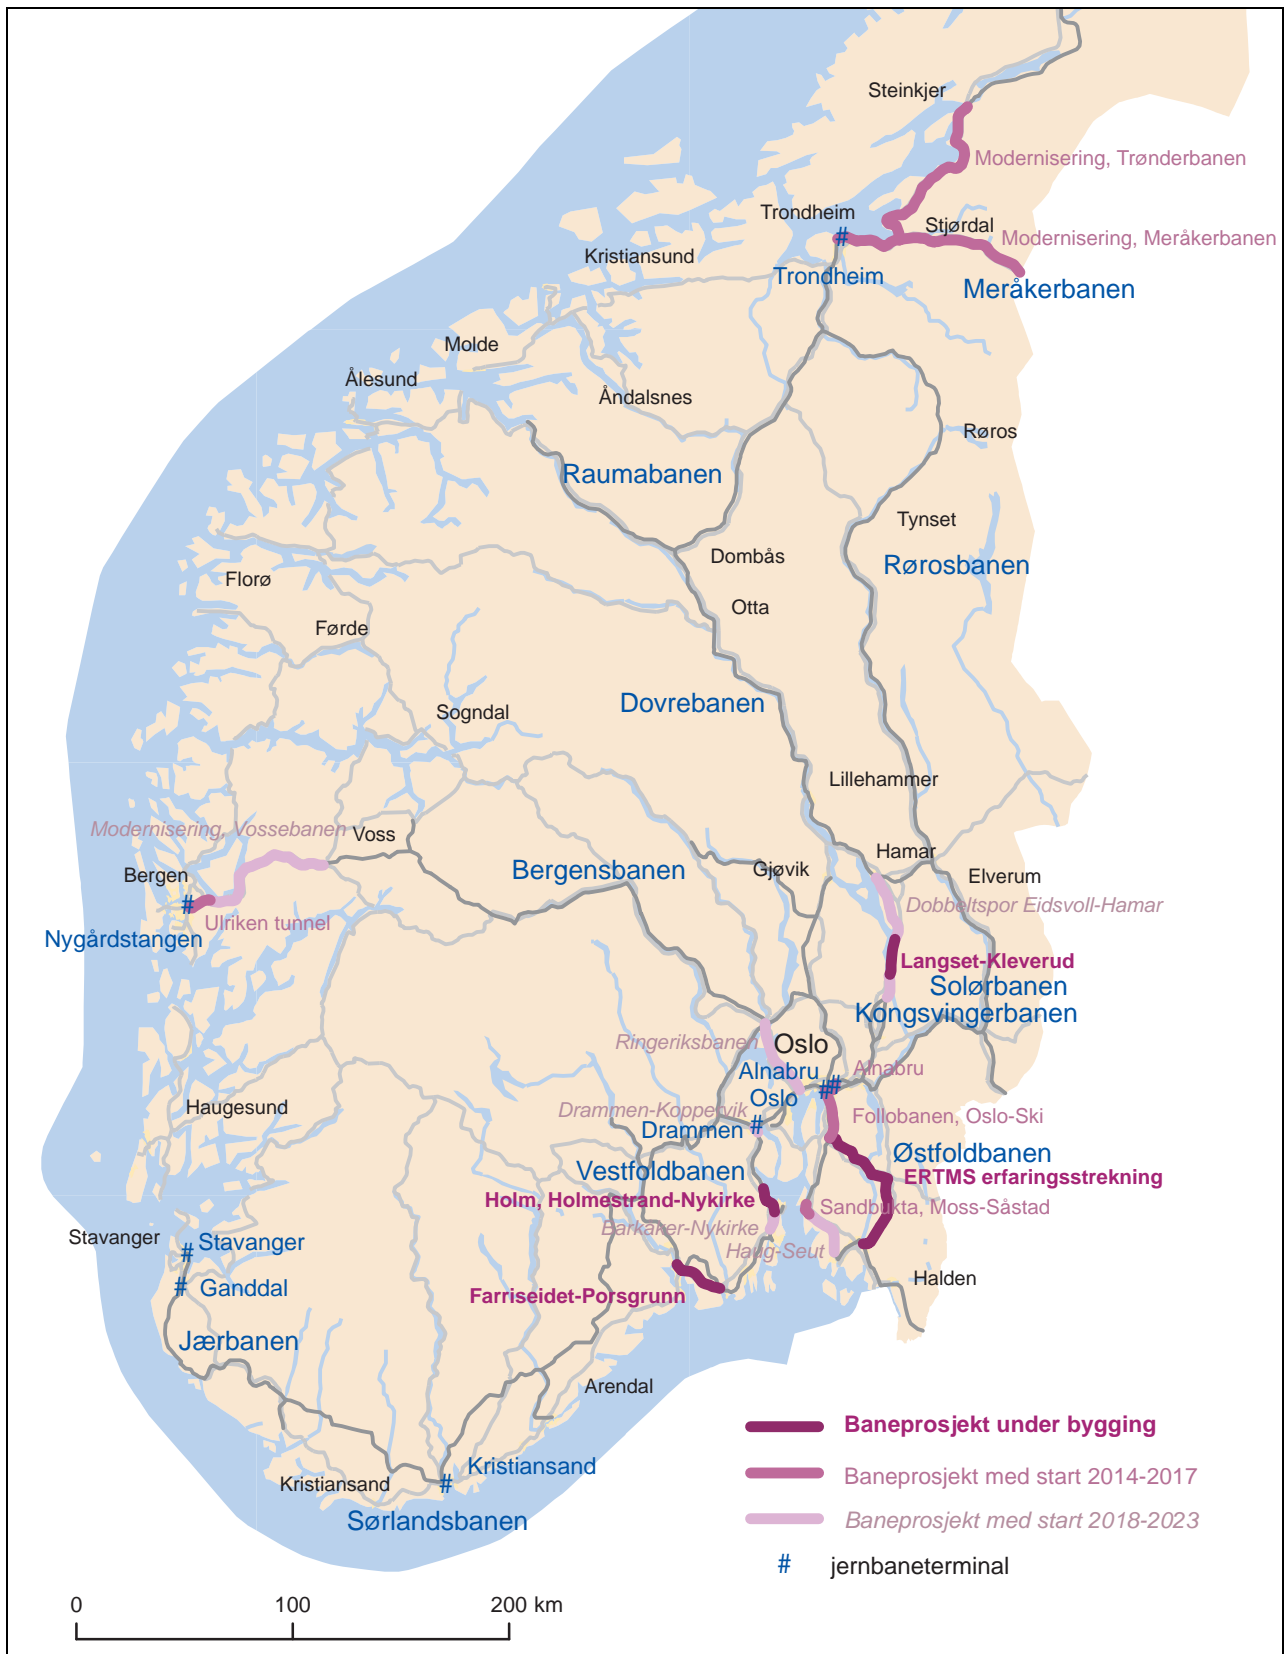 Steinkjer
Modernisering, Trønderbanen
Trondheim
Stjørdal
Modernisering, Meråkerbanen
#
Kristiansund
Trondheim
Meråkerbanen
Molde
Ålesund
Åndalsnes
Røros
Raumabanen
Tynset
Dombås
Rørosbanen
Florø
Otta
Førde
Dovrebanen
Sogndal
Lillehammer
Modernisering, Vossebanen
Voss
Hamar
Bergensbanen
Gjøvik
Bergen
Elverum
#
Dobbeltspor Eidsvoll-Hamar
Ulriken tunnel
Nygårdstangen
Langset-Kleverud
Solørbanen
Kongsvingerbanen
Ringeriksbanen
Oslo
Alnabru
Alnabru
# #
Oslo
Haugesund
Drammen-Koppervik
Follobanen, Oslo-Ski
Drammen #
Østfoldbanen
Vestfoldbanen
ERTMS erfaringsstrekning
Holm, Holmestrand-Nykirke
Sandbukta, Moss-Såstad
Barkåker-Nykirke
Stavanger
# Stavanger
Haug-Seut
Halden
# Ganddal
Farriseidet-Porsgrunn
Jærbanen
Arendal
Baneprosjekt under bygging
Kristiansand
Baneprosjekt med start 2014-2017
Kristiansand
#
Sørlandsbanen
Baneprosjekt med start 2018-2023
# jernbaneterminal
0 100 200 km